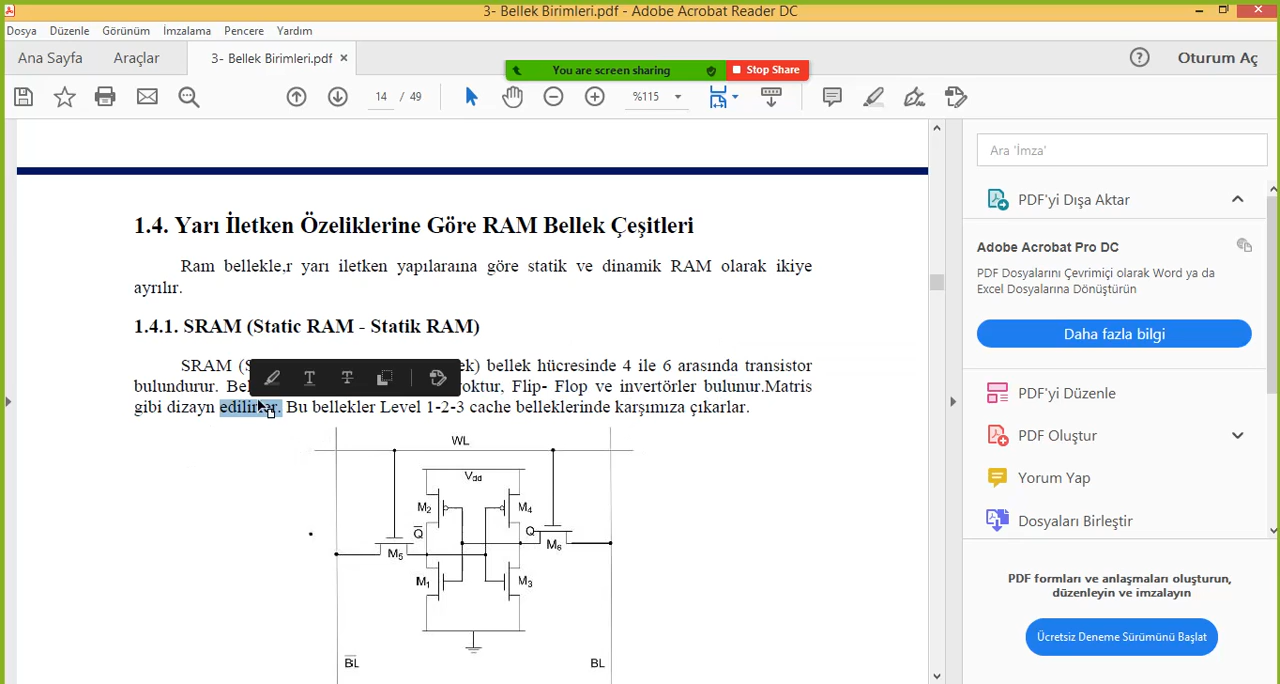 3- Bellek Birimleri.pdf - Adobe Acrobat Reader DC
Dosya Düzenle Görünüm İmzalama Pencere Yardım
Ana Sayfa Araçlar 3- Bellek Birimleri.pdf ×
You are screen sharing Stop Share
? Oturum Aç
14 / 49 %115
Ara 'İmza'
PDF'yi Dışa Aktar
Adobe Acrobat Pro DC
PDF Dosyalarını Çevrimiçi olarak Word ya da
Excel Dosyalarına Dönüştürün
Daha fazla bilgi
PDF'yi Düzenle
PDF Oluştur
Yorum Yap
Dosyaları Birleştir
PDF formları ve anlaşmaları oluşturun,
düzenleyin ve imzalayın
Ücretsiz Deneme Sürümünü Başlat
1.4. Yarı İletken Özeliklerine Göre RAM Bellek Çeşitleri
Ram bellekle,r yarı iletken yapılaraına göre statik ve dinamik RAM olarak ikiye
ayrılır.
1.4.1. SRAM (Static RAM - Statik RAM)
SRAM (S ek) bellek hücresinde 4 ile 6 arasında transistor
bulundurur. Be yoktur, Flip- Flop ve invertörler bulunur.Matris
gibi dizayn Bu bellekler Level 1-2-3 cache belleklerinde karşımıza çıkarlar.
WL
Vdd
M2 M4
Q Q
M5 M6
M1 M3
BL BL